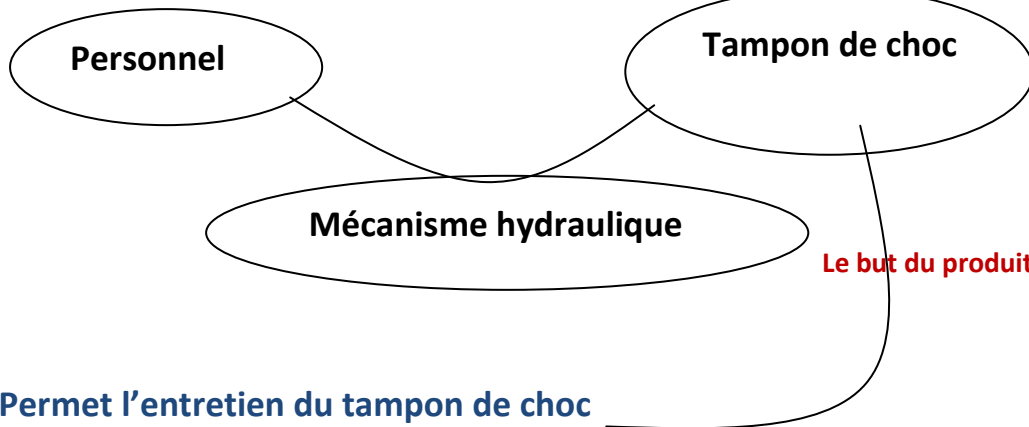 Personnel
Tampon de choc
Mécanisme hydraulique
Le but du produit
Permet l’entretien du tampon de choc